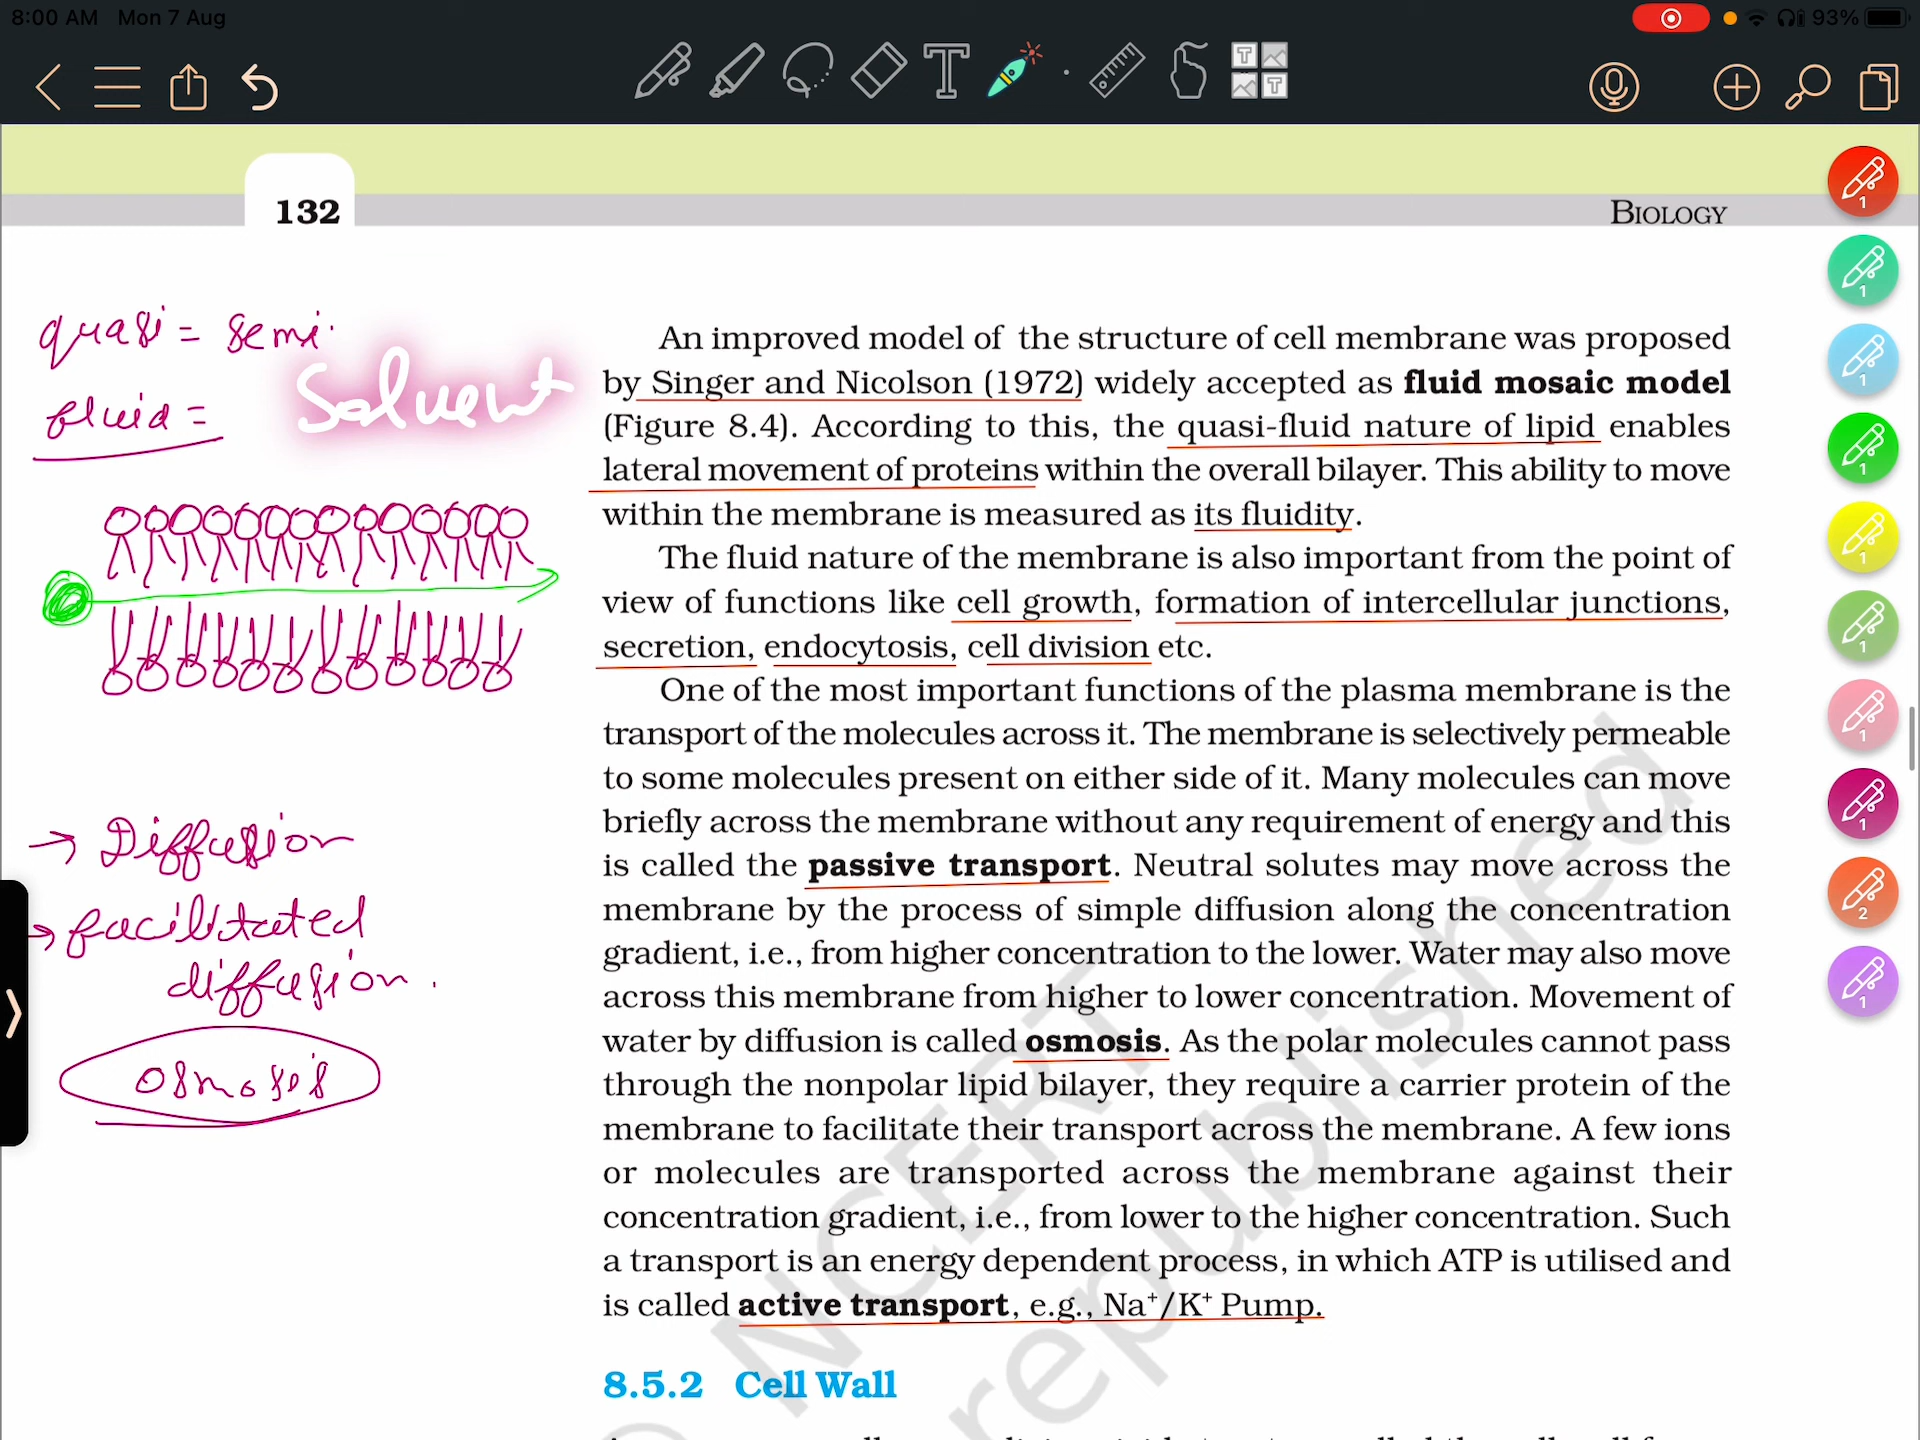 8:00 AM Mon 7 Aug
93%
132
BIOLOGY
quasi = semi.
fluid =
Solvent
→ Diffusion
→ facilitated
diffusion.
osmosis
An improved model of the structure of cell membrane was proposed
by Singer and Nicolson (1972) widely accepted as fluid mosaic model
(Figure 8.4). According to this, the quasi-fluid nature of lipid enables
lateral movement of proteins within the overall bilayer. This ability to move
within the membrane is measured as its fluidity.
The fluid nature of the membrane is also important from the point of
view of functions like cell growth, formation of intercellular junctions,
secretion, endocytosis, cell division etc.
One of the most important functions of the plasma membrane is the
transport of the molecules across it. The membrane is selectively permeable
to some molecules present on either side of it. Many molecules can move
briefly across the membrane without any requirement of energy and this
is called the passive transport. Neutral solutes may move across the
membrane by the process of simple diffusion along the concentration
gradient, i.e., from higher concentration to the lower. Water may also move
across this membrane from higher to lower concentration. Movement of
water by diffusion is called osmosis. As the polar molecules cannot pass
through the nonpolar lipid bilayer, they require a carrier protein of the
membrane to facilitate their transport across the membrane. A few ions
or molecules are transported across the membrane against their
concentration gradient, i.e., from lower to the higher concentration. Such
a transport is an energy dependent process, in which ATP is utilised and
is called active transport, e.g., Na⁺/K⁺ Pump.
8.5.2 Cell Wall
© NCERT
republished
1
1
1
1
1
1
1
1
2
1